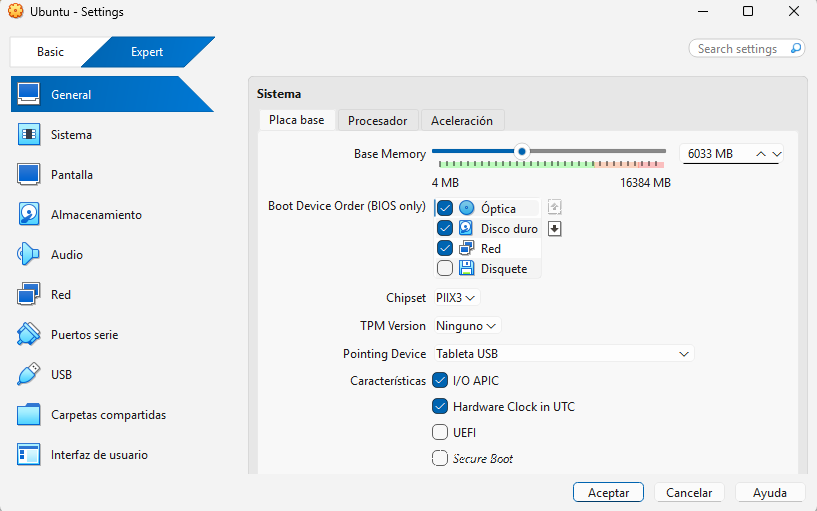 Ubuntu - Settings
Basic
Expert
Search settings
General
Sistema
Pantalla
Almacenamiento
Audio
Red
Puertos serie
USB
Carpetas compartidas
Interfaz de usuario
Sistema
Placa base
Procesador
Aceleración
Base Memory
6033 MB
4 MB
16384 MB
Boot Device Order (BIOS only)
Óptica
Disco duro
Red
Disquete
Chipset
PIIX3
TPM Version
Ninguno
Pointing Device
Tableta USB
Características
I/O APIC
Hardware Clock in UTC
UEFI
Secure Boot
Aceptar
Cancelar
Ayuda